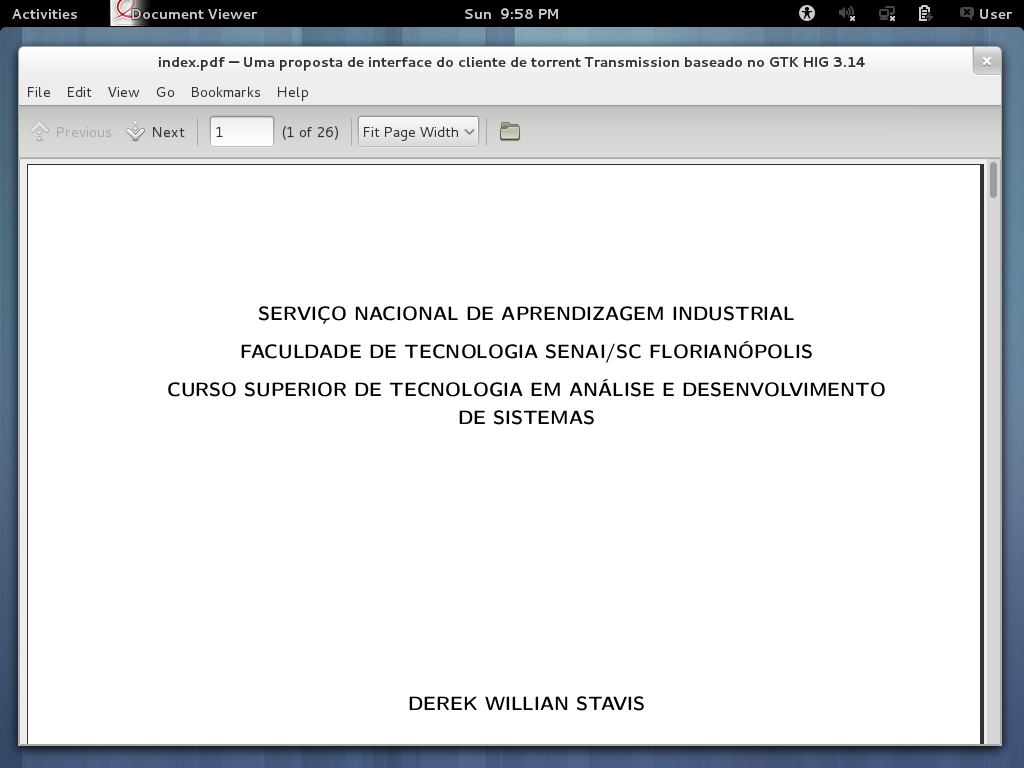 Activities Document Viewer Sun 9:58 PM User
index.pdf — Uma proposta de interface do cliente de torrent Transmission baseado no GTK HIG 3.14
File Edit View Go Bookmarks Help
Previous Next 1 (1 of 26) Fit Page Width
SERVIÇO NACIONAL DE APRENDIZAGEM INDUSTRIAL
FACULDADE DE TECNOLOGIA SENAI/SC FLORIANÓPOLIS
CURSO SUPERIOR DE TECNOLOGIA EM ANÁLISE E DESENVOLVIMENTO
DE SISTEMAS
DEREK WILLIAN STAVIS